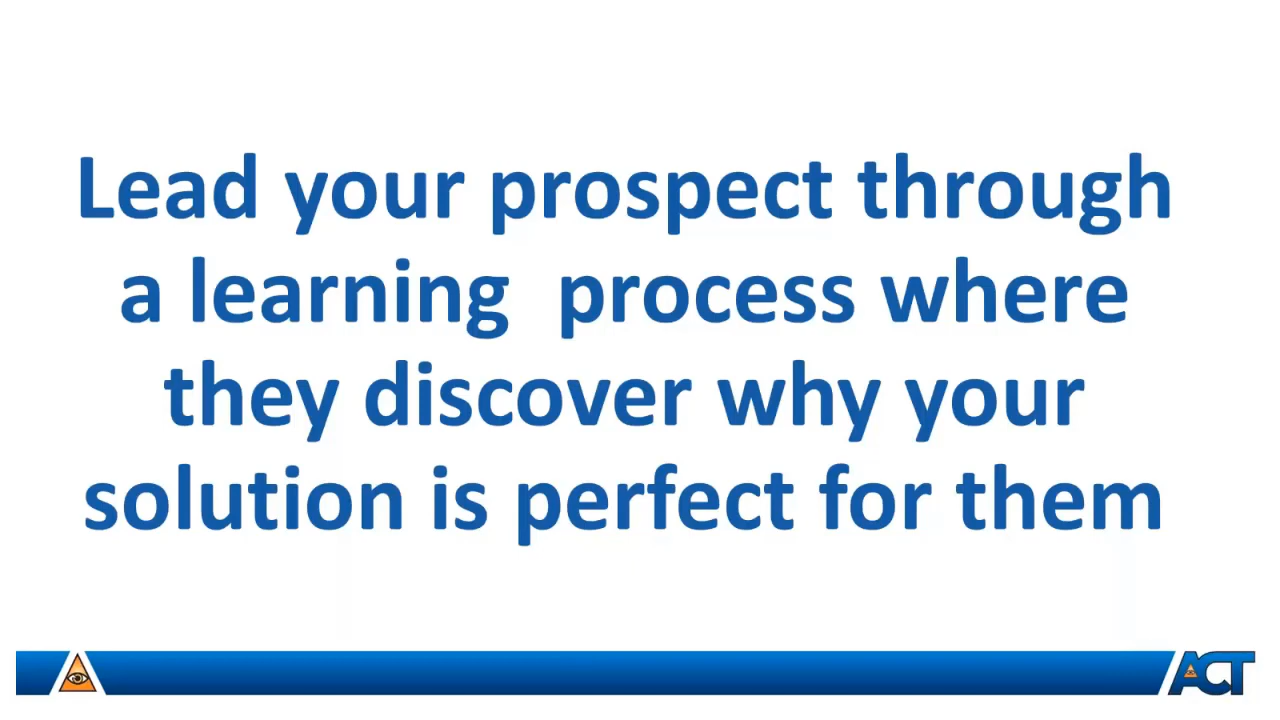 Lead your prospect through
a learning  process where
they discover why your
solution is perfect for them
ACT